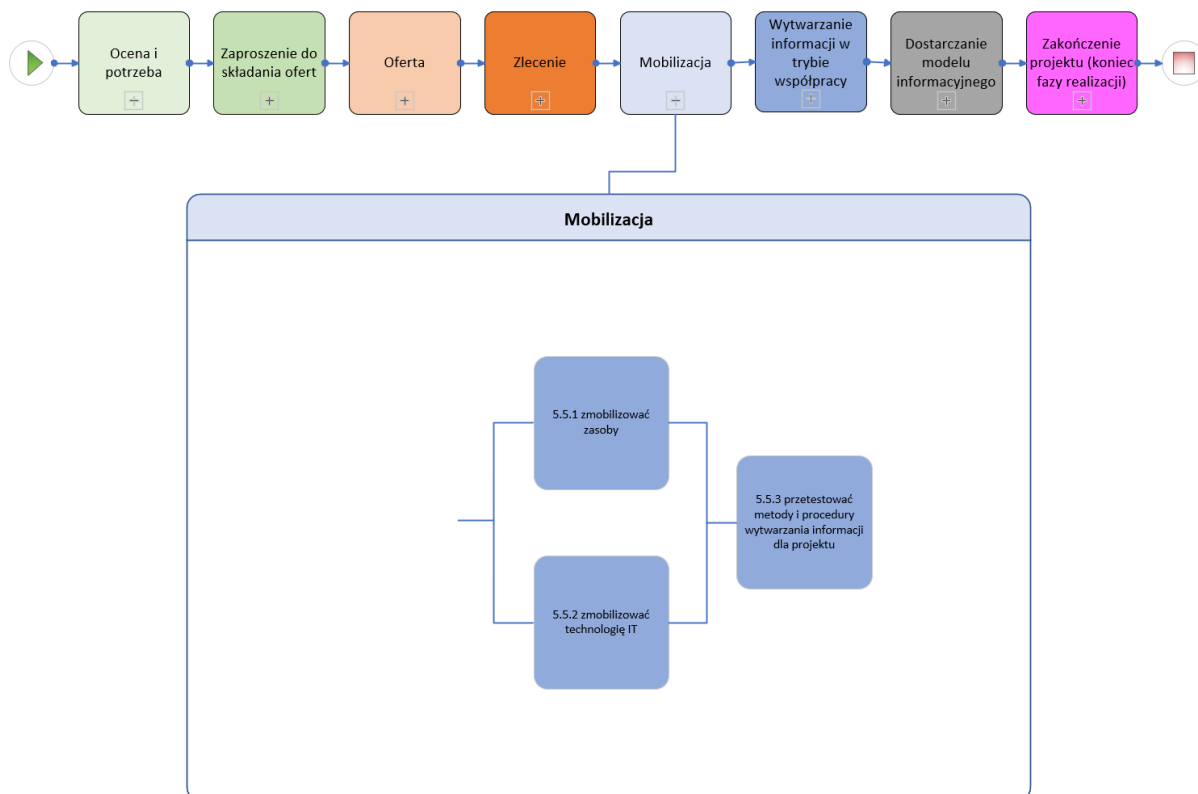 Ocena i
potrzeba
Zaproszenie do
składania ofert
Oferta
Zlecenie
Mobilizacja
Wytwarzanie
informacji w
trybie
współpracy
Dostarczanie
modelu
informacyjnego
Zakończenie
projektu (koniec
fazy realizacji)
Mobilizacja
5.5.1 zmobilizować
zasoby
5.5.2 zmobilizować
technologię IT
5.5.3 przetestować
metody i procedury
wytwarzania informacji
dla projektu